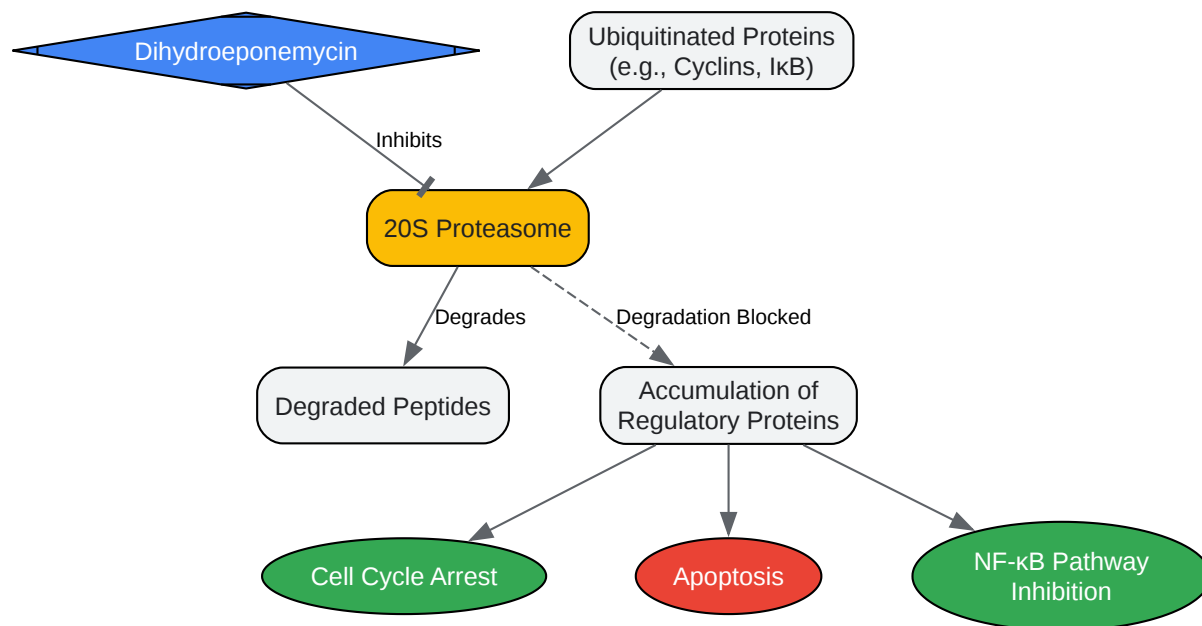 Dihydroeponemycin
Ubiquitinated Proteins
(e.g., Cyclins, IκB)
Inhibits
20S Proteasome
Degrades
Degradation Blocked
Degraded Peptides
Accumulation of
Regulatory Proteins
Cell Cycle Arrest
Apoptosis
NF-κB Pathway
Inhibition